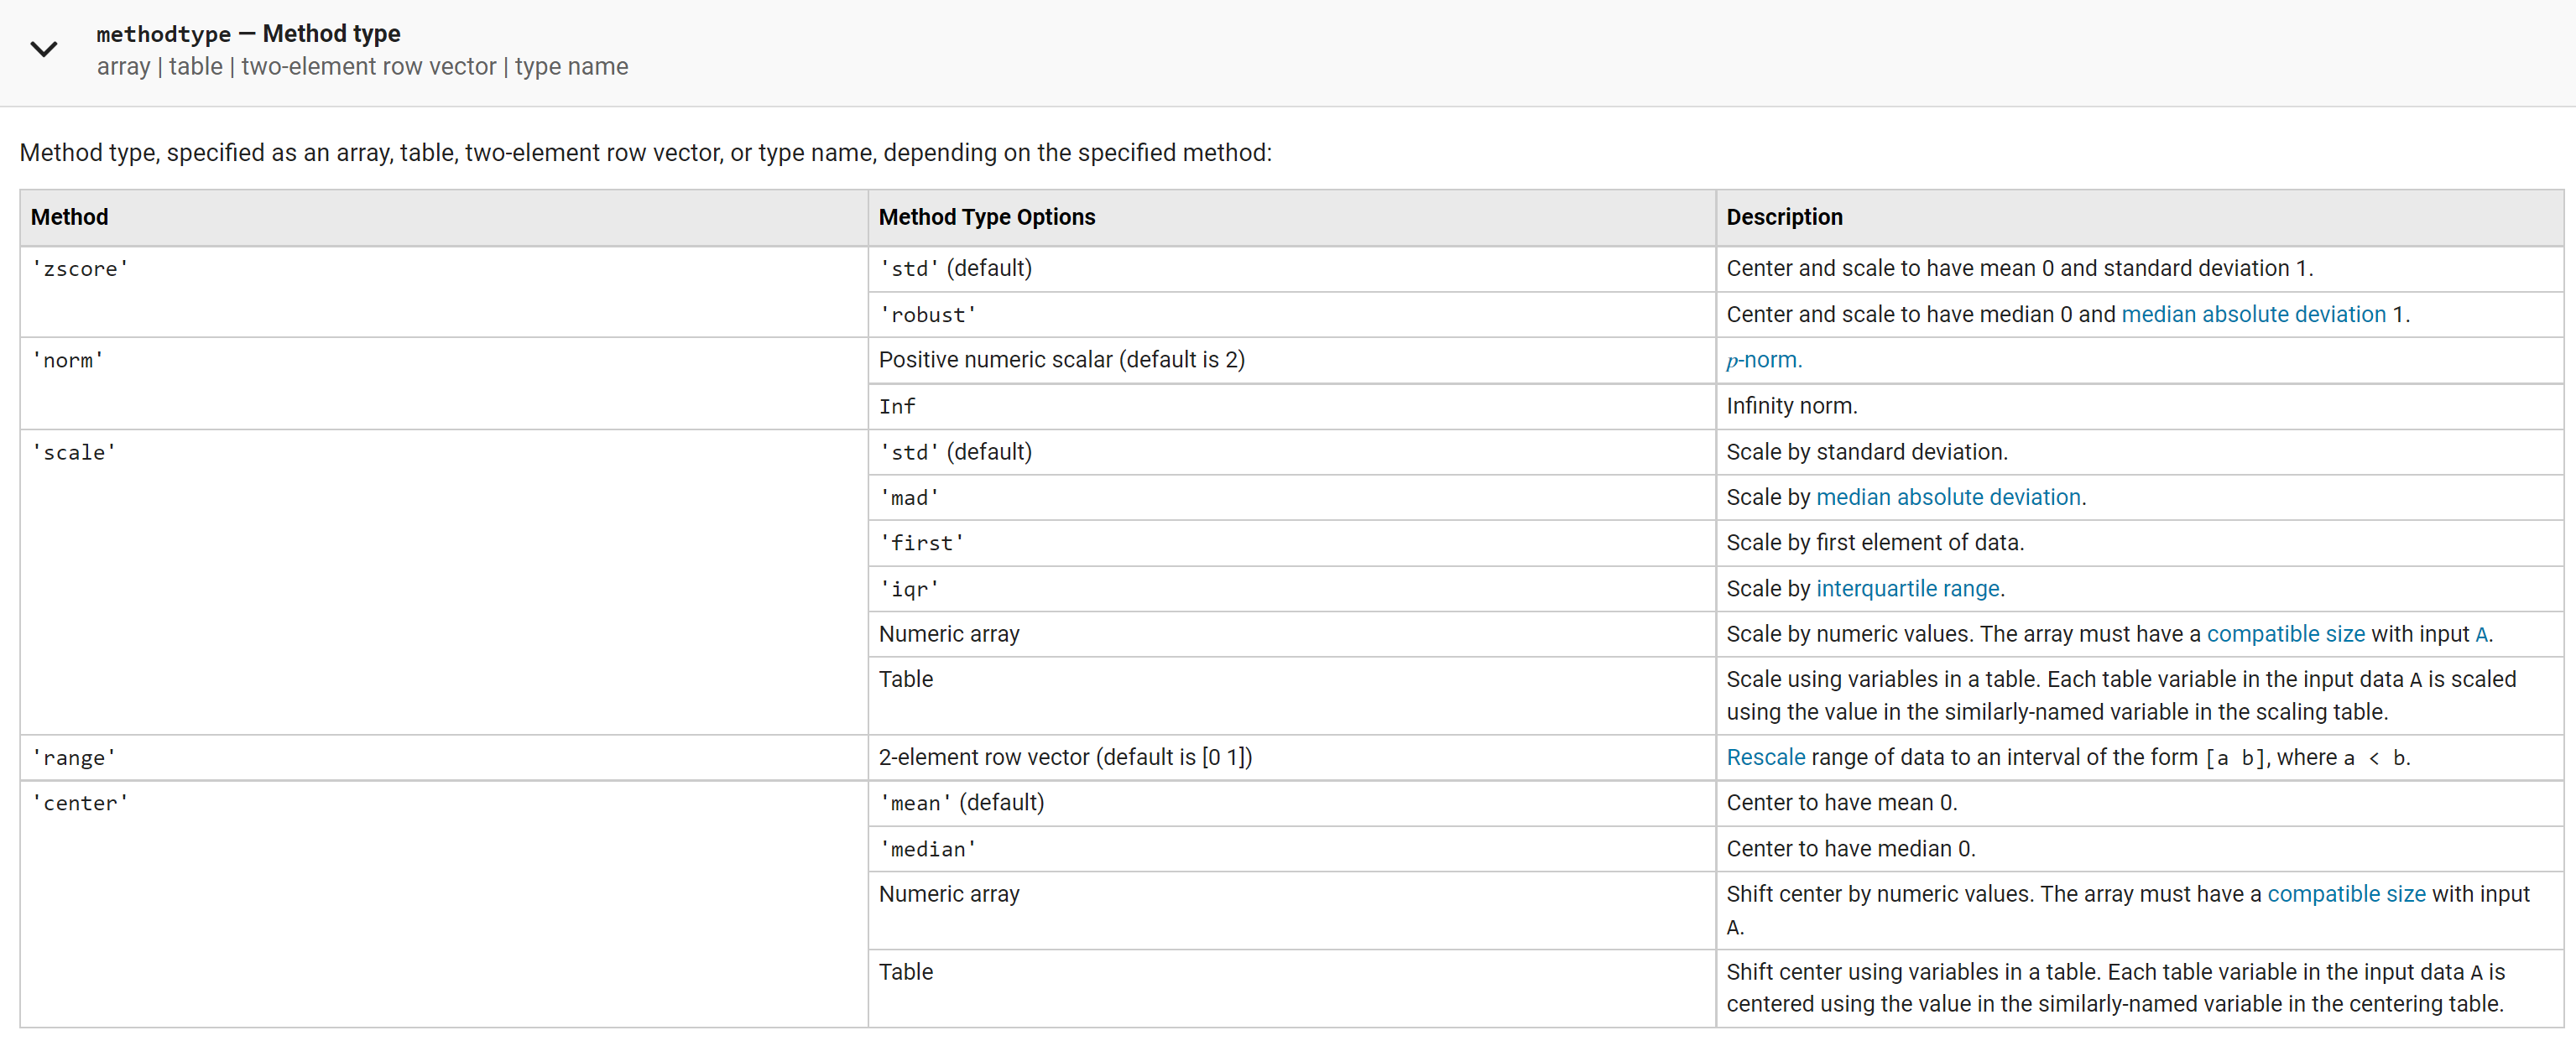 methodtype — Method type
array | table | two-element row vector | type name
Method type, specified as an array, table, two-element row vector, or type name, depending on the specified method:
Method Method Type Options Description
'zscore' 'std' (default) Center and scale to have mean 0 and standard deviation 1.
'robust' Center and scale to have median 0 and median absolute deviation 1.
'norm' Positive numeric scalar (default is 2) p-norm.
Inf Infinity norm.
'scale' 'std' (default) Scale by standard deviation.
'mad' Scale by median absolute deviation.
'first' Scale by first element of data.
'iqr' Scale by interquartile range.
Numeric array Scale by numeric values. The array must have a compatible size with input A.
Table Scale using variables in a table. Each table variable in the input data A is scaled
using the value in the similarly-named variable in the scaling table.
'range' 2-element row vector (default is [0 1]) Rescale range of data to an interval of the form [a b], where a < b.
'center' 'mean' (default) Center to have mean 0.
'median' Center to have median 0.
Numeric array Shift center by numeric values. The array must have a compatible size with input
A.
Table Shift center using variables in a table. Each table variable in the input data A is
centered using the value in the similarly-named variable in the centering table.